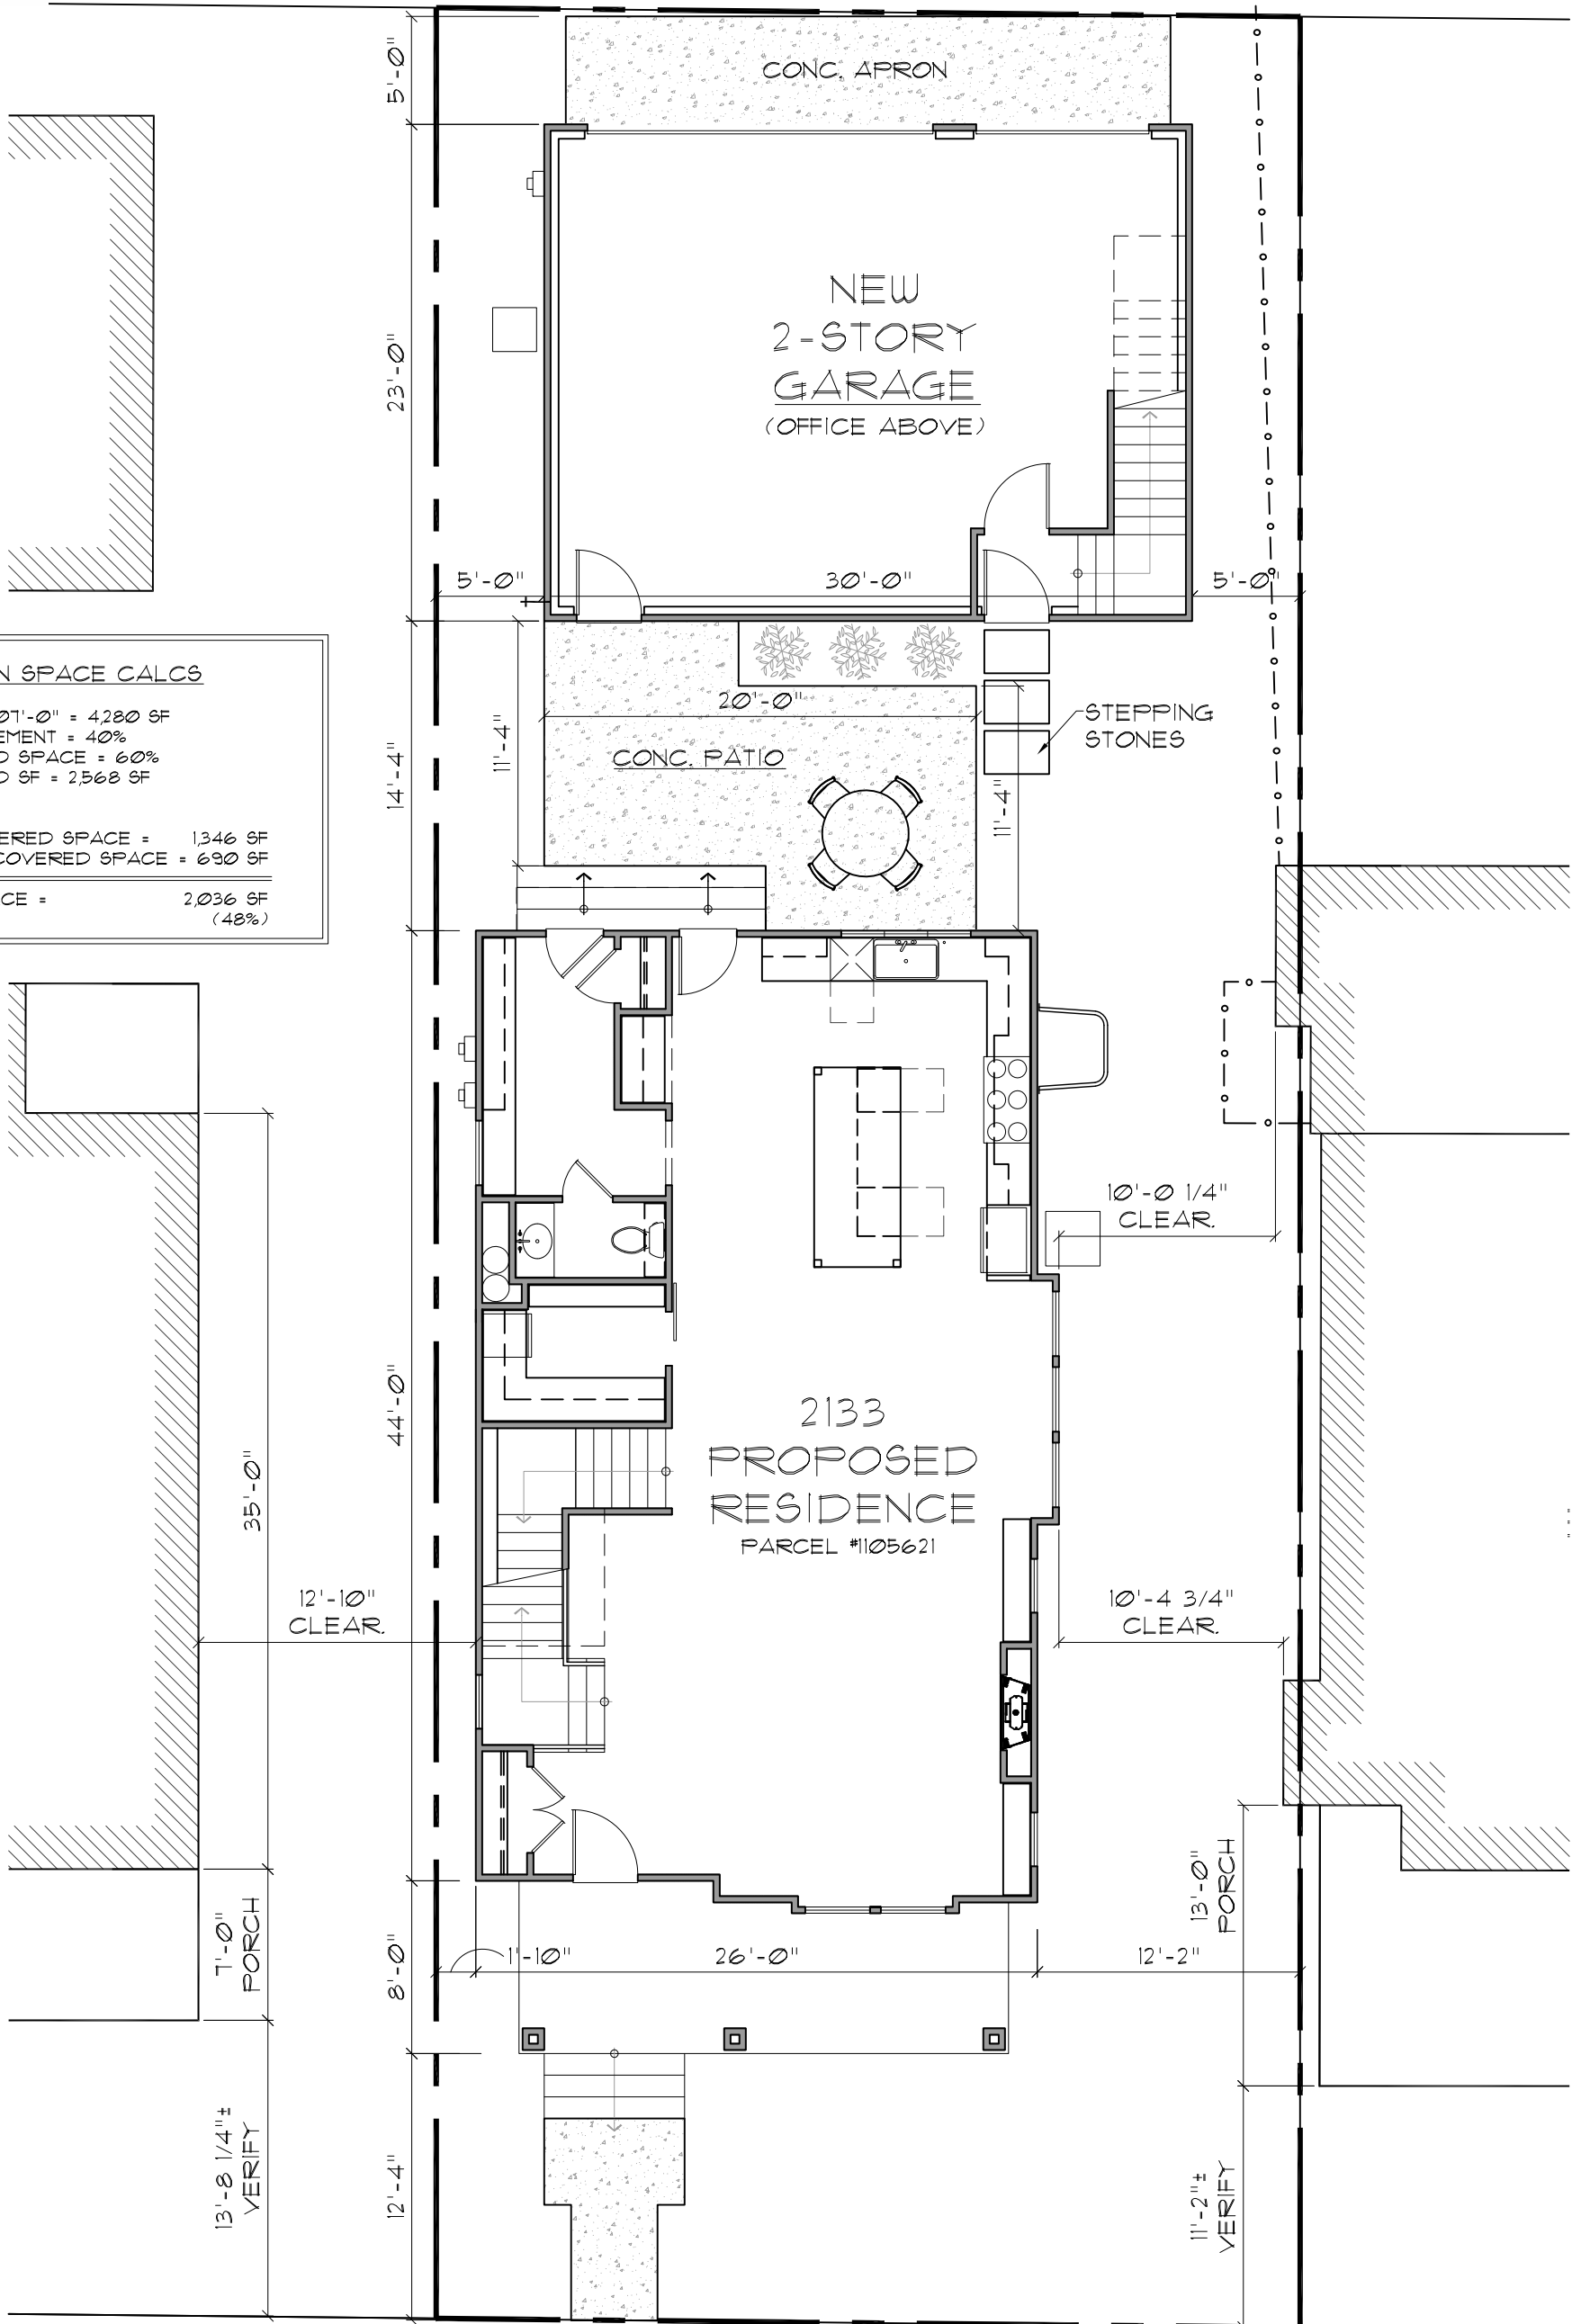 CONC. APRON
5'-0"
NEW
2-STORY
GARAGE
(OFFICE ABOVE)
23'-0"
5'-0"
30'-0"
5'-0"
N SPACE CALCS
07'-0" = 4,280 SF
EMENT = 40%
D SPACE = 60%
D SF = 2,568 SF
ERED SPACE = 1,346 SF
COVERED SPACE = 690 SF
CE = 2,036 SF
(48%)
20'-0"
STEPPING
STONES
11'-4"
14'-4"
CONC. PATIO
11'-4"
10'-0 1/4"
CLEAR.
44'-0"
2133
PROPOSED
RESIDENCE
PARCEL #1105621
35'-0"
12'-10"
CLEAR.
10'-4 3/4"
CLEAR.
13'-0"
PORCH
7'-0"
PORCH
8'-0"
1'-10"
26'-0"
12'-2"
13'-8 1/4"±
VERIFY
12'-4"
11'-2"±
VERIFY